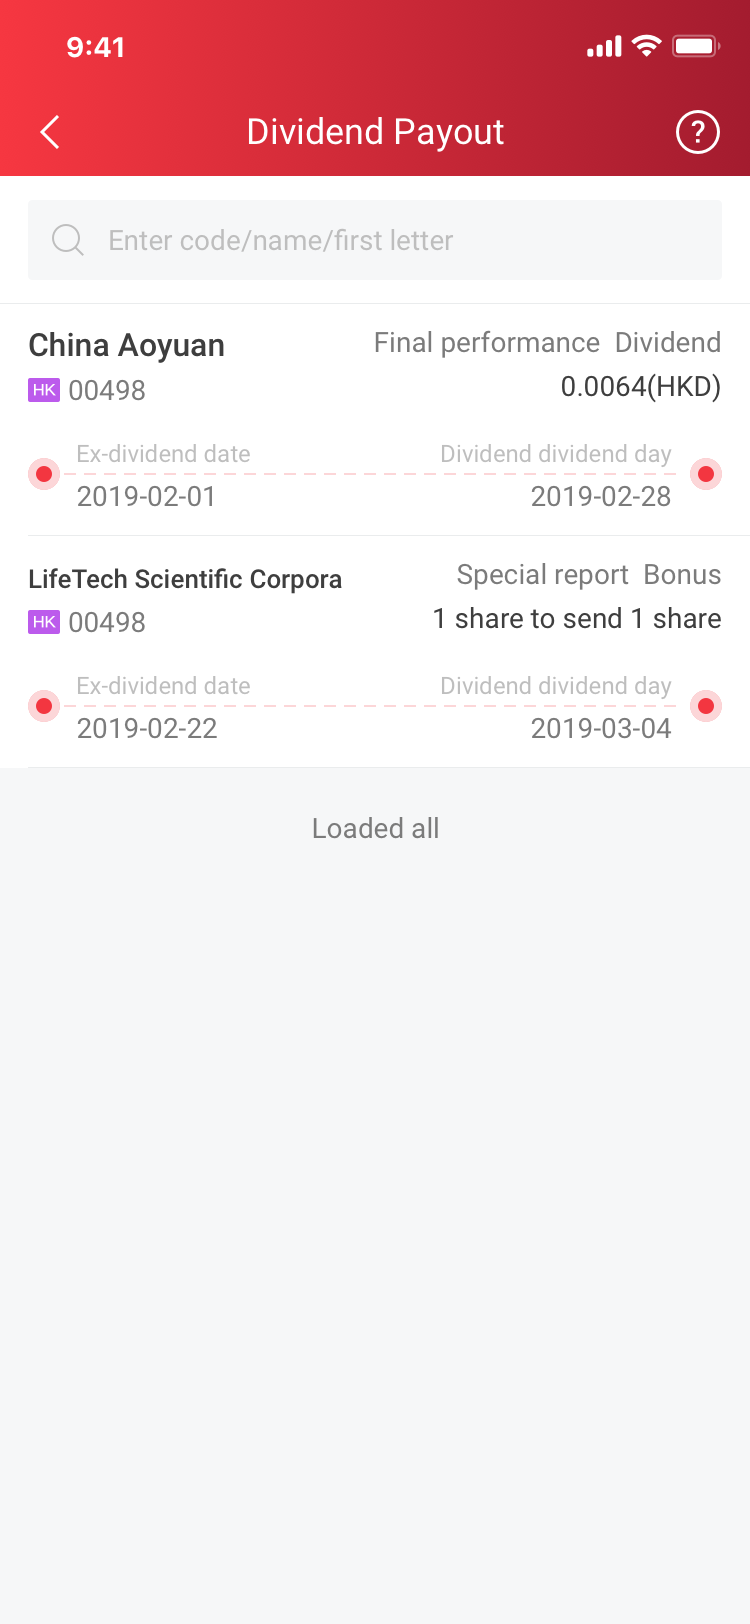 9:41
Dividend Payout
?
Enter code/name/first letter
China Aoyuan
Final performance Dividend
HK 00498
0.0064(HKD)
Ex-dividend date
Dividend dividend day
2019-02-01
2019-02-28
LifeTech Scientific Corpora
Special report Bonus
HK 00498
1 share to send 1 share
Ex-dividend date
Dividend dividend day
2019-02-22
2019-03-04
Loaded all